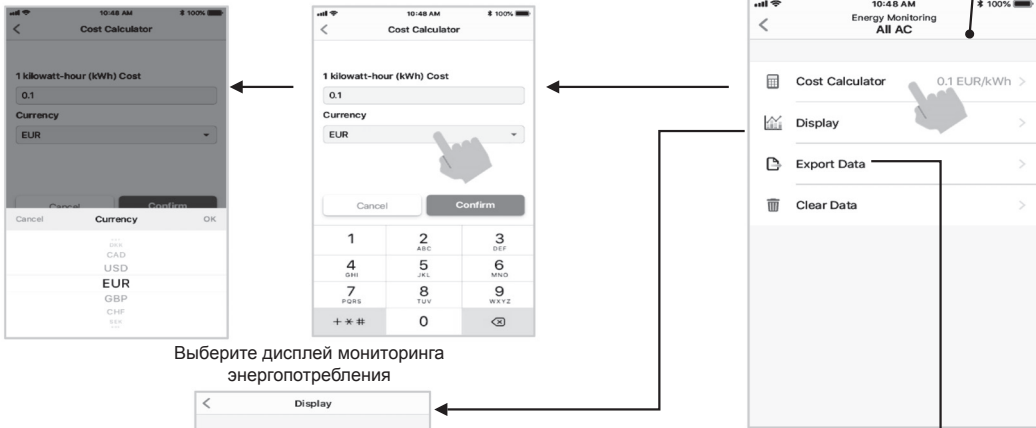 10:48 AM
100%
Cost Calculator
1 kilowatt-hour (kWh) Cost
0.1
Currency
EUR
Cancel
Confirm
Cancel
Currency
OK
DKK
CAD
USD
EUR
GBP
CHF
SEK
10:48 AM
100%
Cost Calculator
1 kilowatt-hour (kWh) Cost
0.1
Currency
EUR
Cancel
Confirm
1
2
ABC
3
DEF
4
GHI
5
JKL
6
MNO
7
PQRS
8
TUV
9
WXYZ
+ * #
0
10:48 AM
100%
Energy Monitoring
All AC
Cost Calculator 0.1 EUR/kWh
Display
Export Data
Clear Data
Выберите дисплей мониторинга
энергопотребления
Display